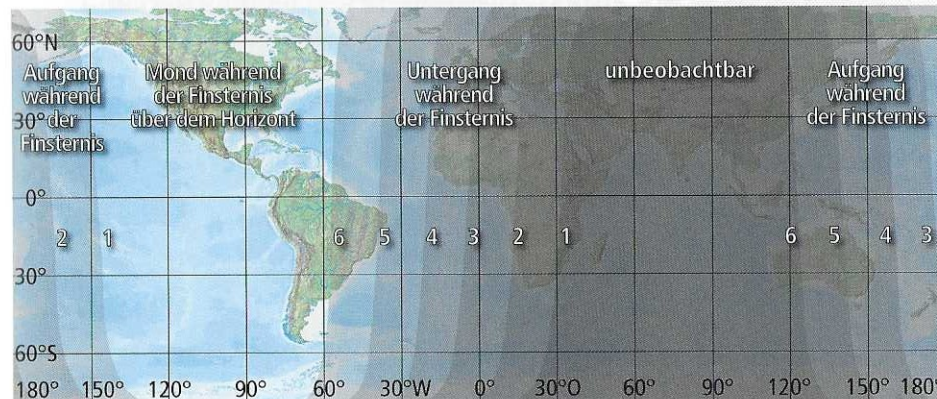 60°N
Aufgang
während
der
Finsternis
Mond während
der Finsternis
über dem Horizont
Untergang
während
der Finsternis
unbeobachtbar
Aufgang
während
der Finsternis
30°
0°
2 1 6 5 4 3 2 1 6 5 4 3
30°
60°S
180° 150° 120° 90° 60° 30°W 0° 30°O 60° 90° 120° 150° 180°